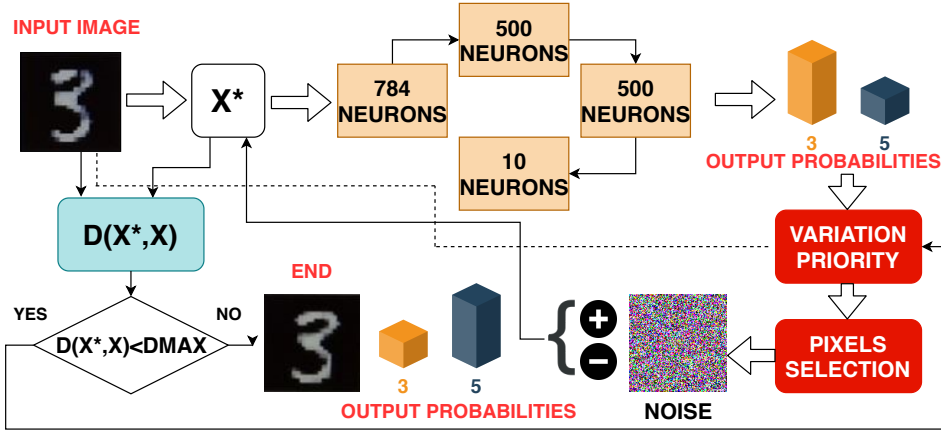 INPUT IMAGE
X*
784
NEURONS
500
NEURONS
500
NEURONS
10
NEURONS
3
5
OUTPUT PROBABILITIES
D(X*,X)
VARIATION
PRIORITY
END
YES
NO
D(X*,X)<DMAX
PIXELS
SELECTION
3
5
OUTPUT PROBABILITIES
NOISE